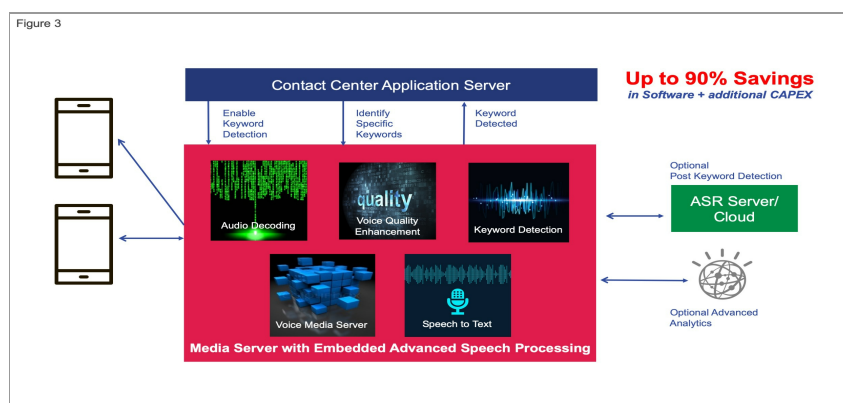 Figure 3
Contact Center Application Server
Up to 90% Savings
in Software + additional CAPEX
Enable
Keyword
Detection
Identify
Specific
Keywords
Keyword
Detected
Audio Decoding
quality
Voice Quality
Enhancement
Keyword Detection
Optional
Post Keyword Detection
ASR Server/
Cloud
Voice Media Server
Speech to Text
Optional Advanced
Analytics
Media Server with Embedded Advanced Speech Processing